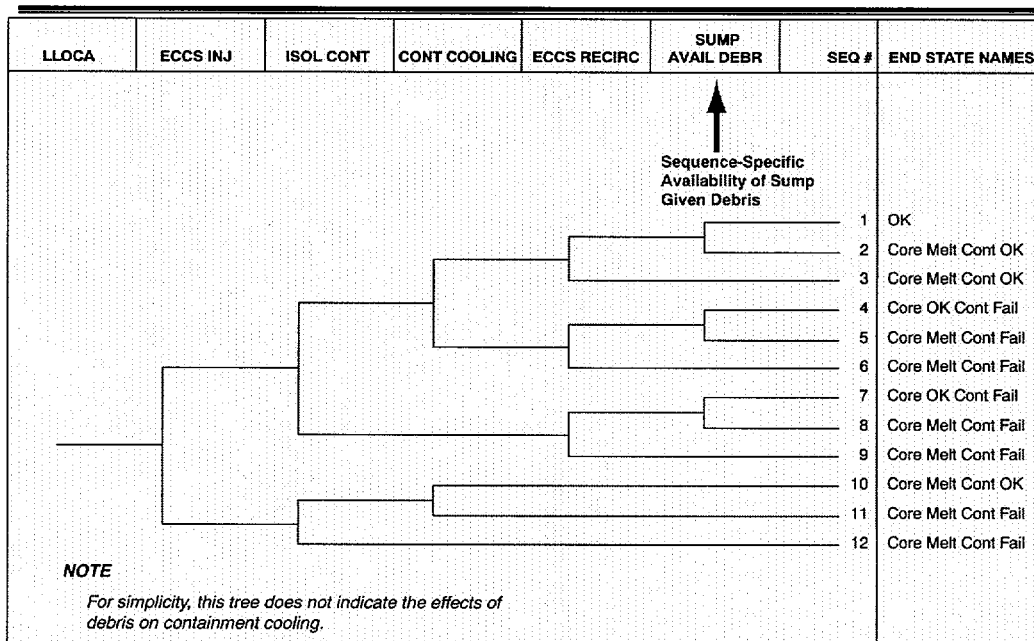 LLOCA ECCS INJ ISOL CONT CONT COOLING ECCS RECIRC SUMP AVAIL DEBR SEQ # END STATE NAMES
Sequence-Specific
Availability of Sump
Given Debris
1 OK
2 Core Melt Cont OK
3 Core Melt Cont OK
4 Core OK Cont Fail
5 Core Melt Cont Fail
6 Core Melt Cont Fail
7 Core OK Cont Fail
8 Core Melt Cont Fail
9 Core Melt Cont Fail
10 Core Melt Cont OK
11 Core Melt Cont Fail
12 Core Melt Cont Fail
NOTE
For simplicity, this tree does not indicate the effects of
debris on containment cooling.